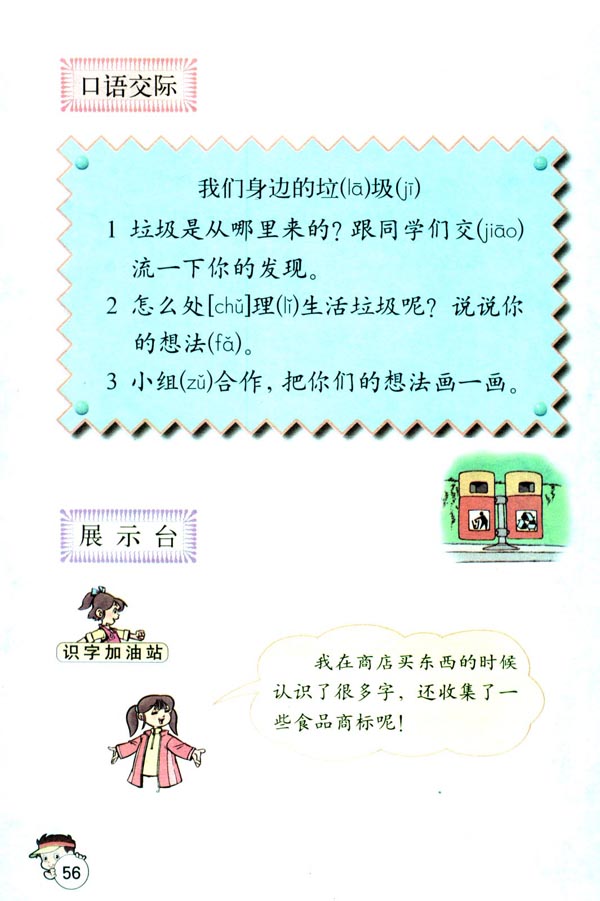 口语交际
我们身边的垃(lā)圾(jī)
1 垃圾是从哪里来的？跟同学们交(jiāo)
流一下你的发现。
2 怎么处[chǔ]理(lǐ)生活垃圾呢？说说你
的想法(fǎ)。
3 小组(zǔ)合作，把你们的想法画一画。
展示台
识字加油站
我在商店买东西的时候
认识了很多字，还收集了一
些食品商标呢！
56